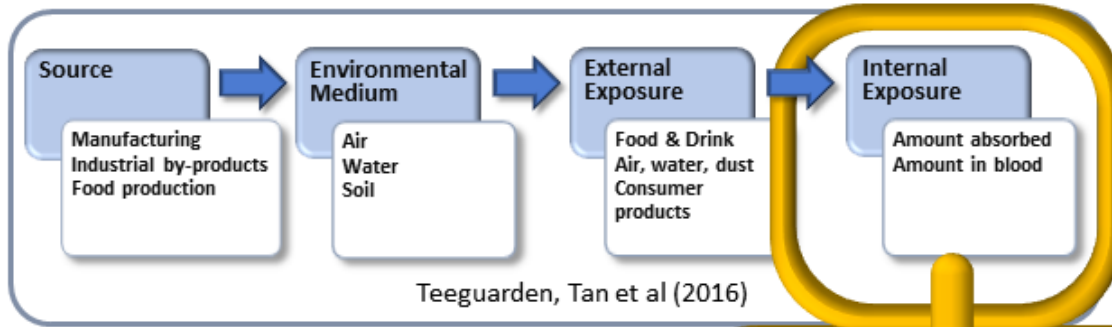 Source
Manufacturing
Industrial by-products
Food production
Environmental
Medium
Air
Water
Soil
External
Exposure
Food & Drink
Air, water, dust
Consumer
products
Internal
Exposure
Amount absorbed
Amount in blood
Teeguarden, Tan et al (2016)